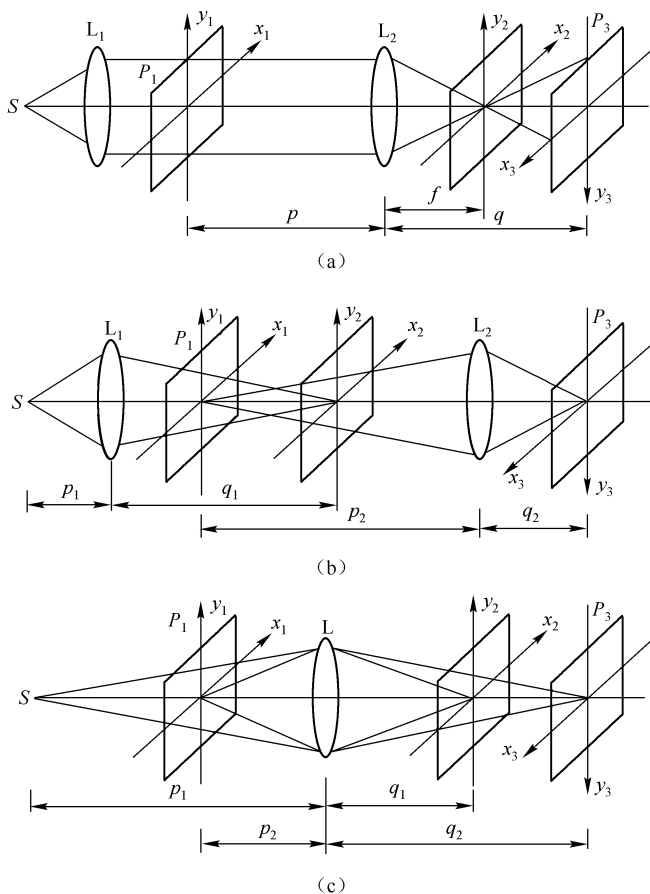 L₁ y₁ x₁ L₂ y₂ x₂ P₃
P₁
S
x₃ y₃
f
p q
(a)
L₁ P₁ y₁ x₁ y₂ x₂ L₂ P₃
S
x₃ y₃
p₁ q₁
p₂ q₂
(b)
P₁ y₁ x₁ L y₂ x₂ P₃
S
x₃ y₃
p₁ q₁
p₂ q₂
(c)